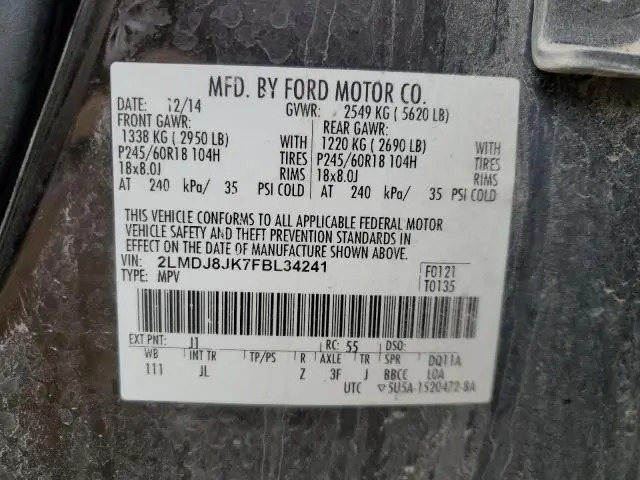 MFD. BY FORD MOTOR CO.
DATE: 12/14 GVWR: 2549 KG ( 5620 LB)
FRONT GAWR: REAR GAWR:
1338 KG ( 2950 LB) WITH 1220 KG ( 2690 LB) WITH
P245/60R18 104H TIRES P245/60R18 104H TIRES
18x8.0J RIMS 18x8.0J RIMS
AT 240 kPa/ 35 PSI COLD AT 240 kPa/ 35 PSI COLD
THIS VEHICLE CONFORMS TO ALL APPLICABLE FEDERAL MOTOR
VEHICLE SAFETY AND THEFT PREVENTION STANDARDS IN
EFFECT ON THE DATE OF MANUFACTURE SHOWN ABOVE.
VIN: 2LMDJ8JK7FBL34241
TYPE: MPV
F0121
T0135
EXT PNT: J1 RC: 55 DSO:
WB INT TR TP/PS R AXLE TR SPR DQ11A
111 JL Z 3F J BBCC LOA
UTC ▽5U5A-1520472-BA